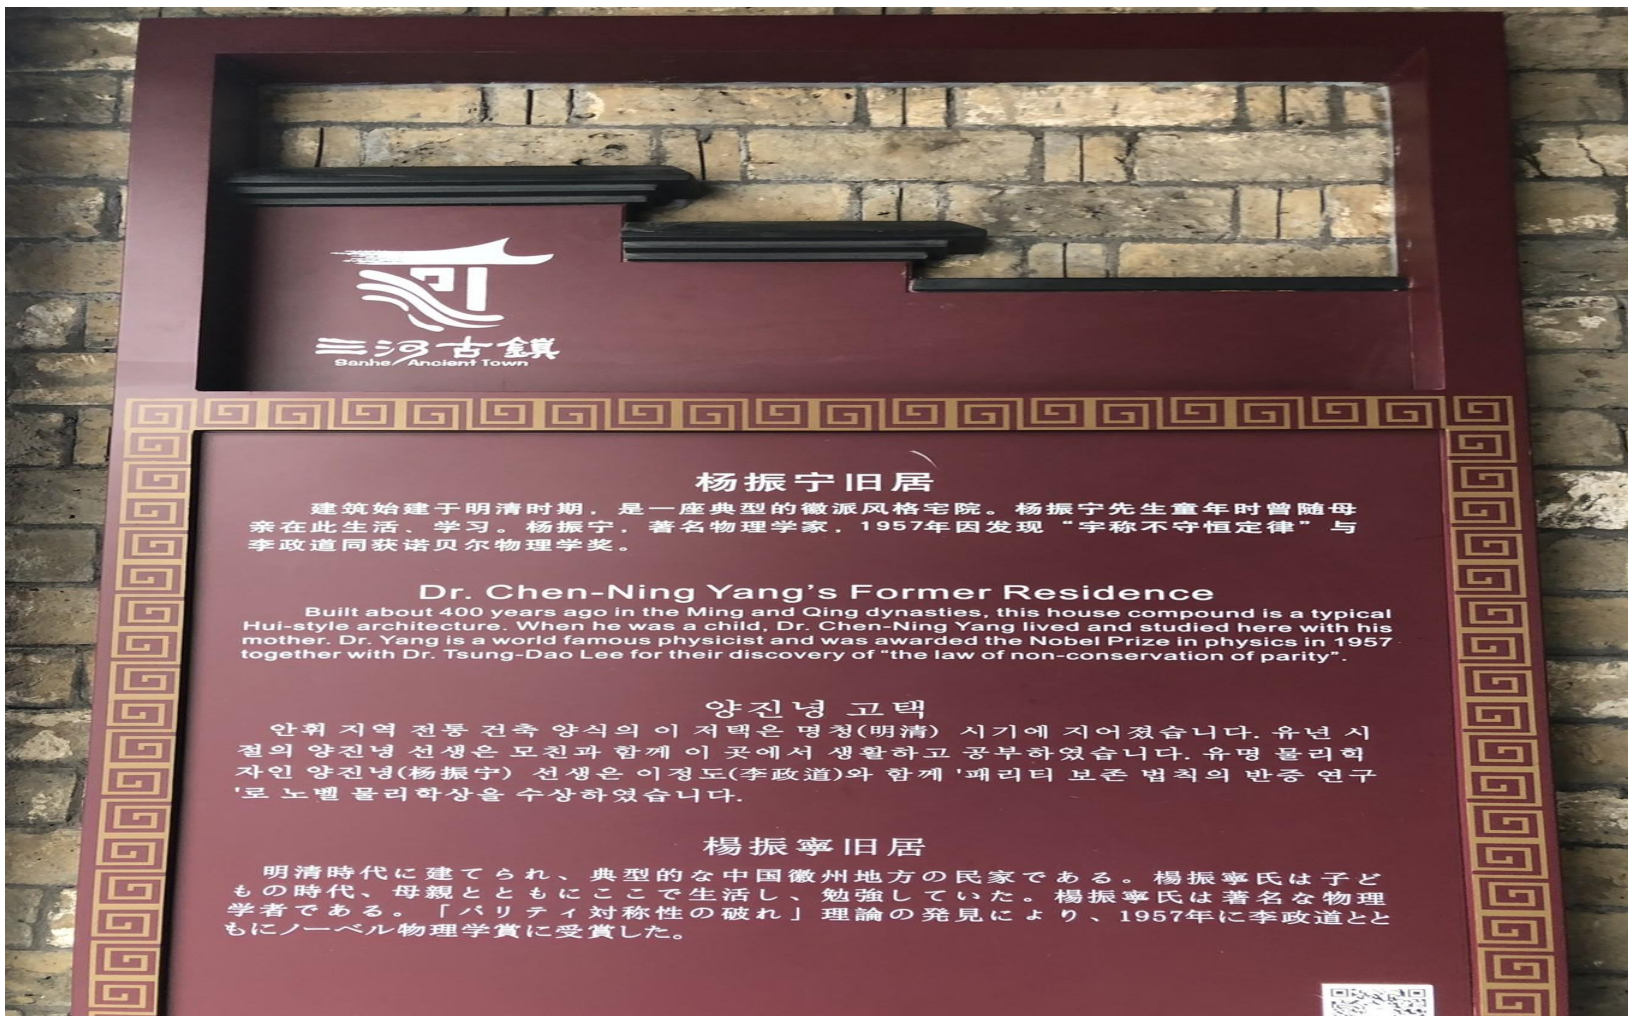 三河古鎮
Sanhe Ancient Town
杨振宁旧居
建筑始建于明清时期，是一座典型的徽派风格宅院。杨振宁先生童年时曾随母
亲在此生活、学习。杨振宁，著名物理学家，1957年因发现“宇称不守恒定律”与
李政道同获诺贝尔物理学奖。
Dr. Chen-Ning Yang's Former Residence
Built about 400 years ago in the Ming and Qing dynasties, this house compound is a typical
Hui-style architecture. When he was a child, Dr. Chen-Ning Yang lived and studied here with his
mother. Dr. Yang is a world famous physicist and was awarded the Nobel Prize in physics in 1957
together with Dr. Tsung-Dao Lee for their discovery of “the law of non-conservation of parity”.
양진녕 고택
안휘 지역 전통 건축 양식의 이 저택은 명청(明清) 시기에 지어졌습니다. 유년 시
절의 양진녕 선생은 모친과 함께 이 곳에서 생활하고 공부하였습니다. 유명 물리학
자인 양진녕(杨振宁) 선생은 이정도(李政道)와 함께 '패리티 보존 법칙의 반증 연구
'로 노벨 물리학상을 수상하였습니다.
楊振寧旧居
明清時代に建てられ、典型的な中国徽州地方の民家である。楊振寧氏は子ど
もの時代、母親とともにここで生活し、勉強していた。楊振寧氏は著名な物理
学者である。「パリティ対称性の破れ」理論の発見により、1957年に李政道とと
もにノーベル物理学賞に受賞した。